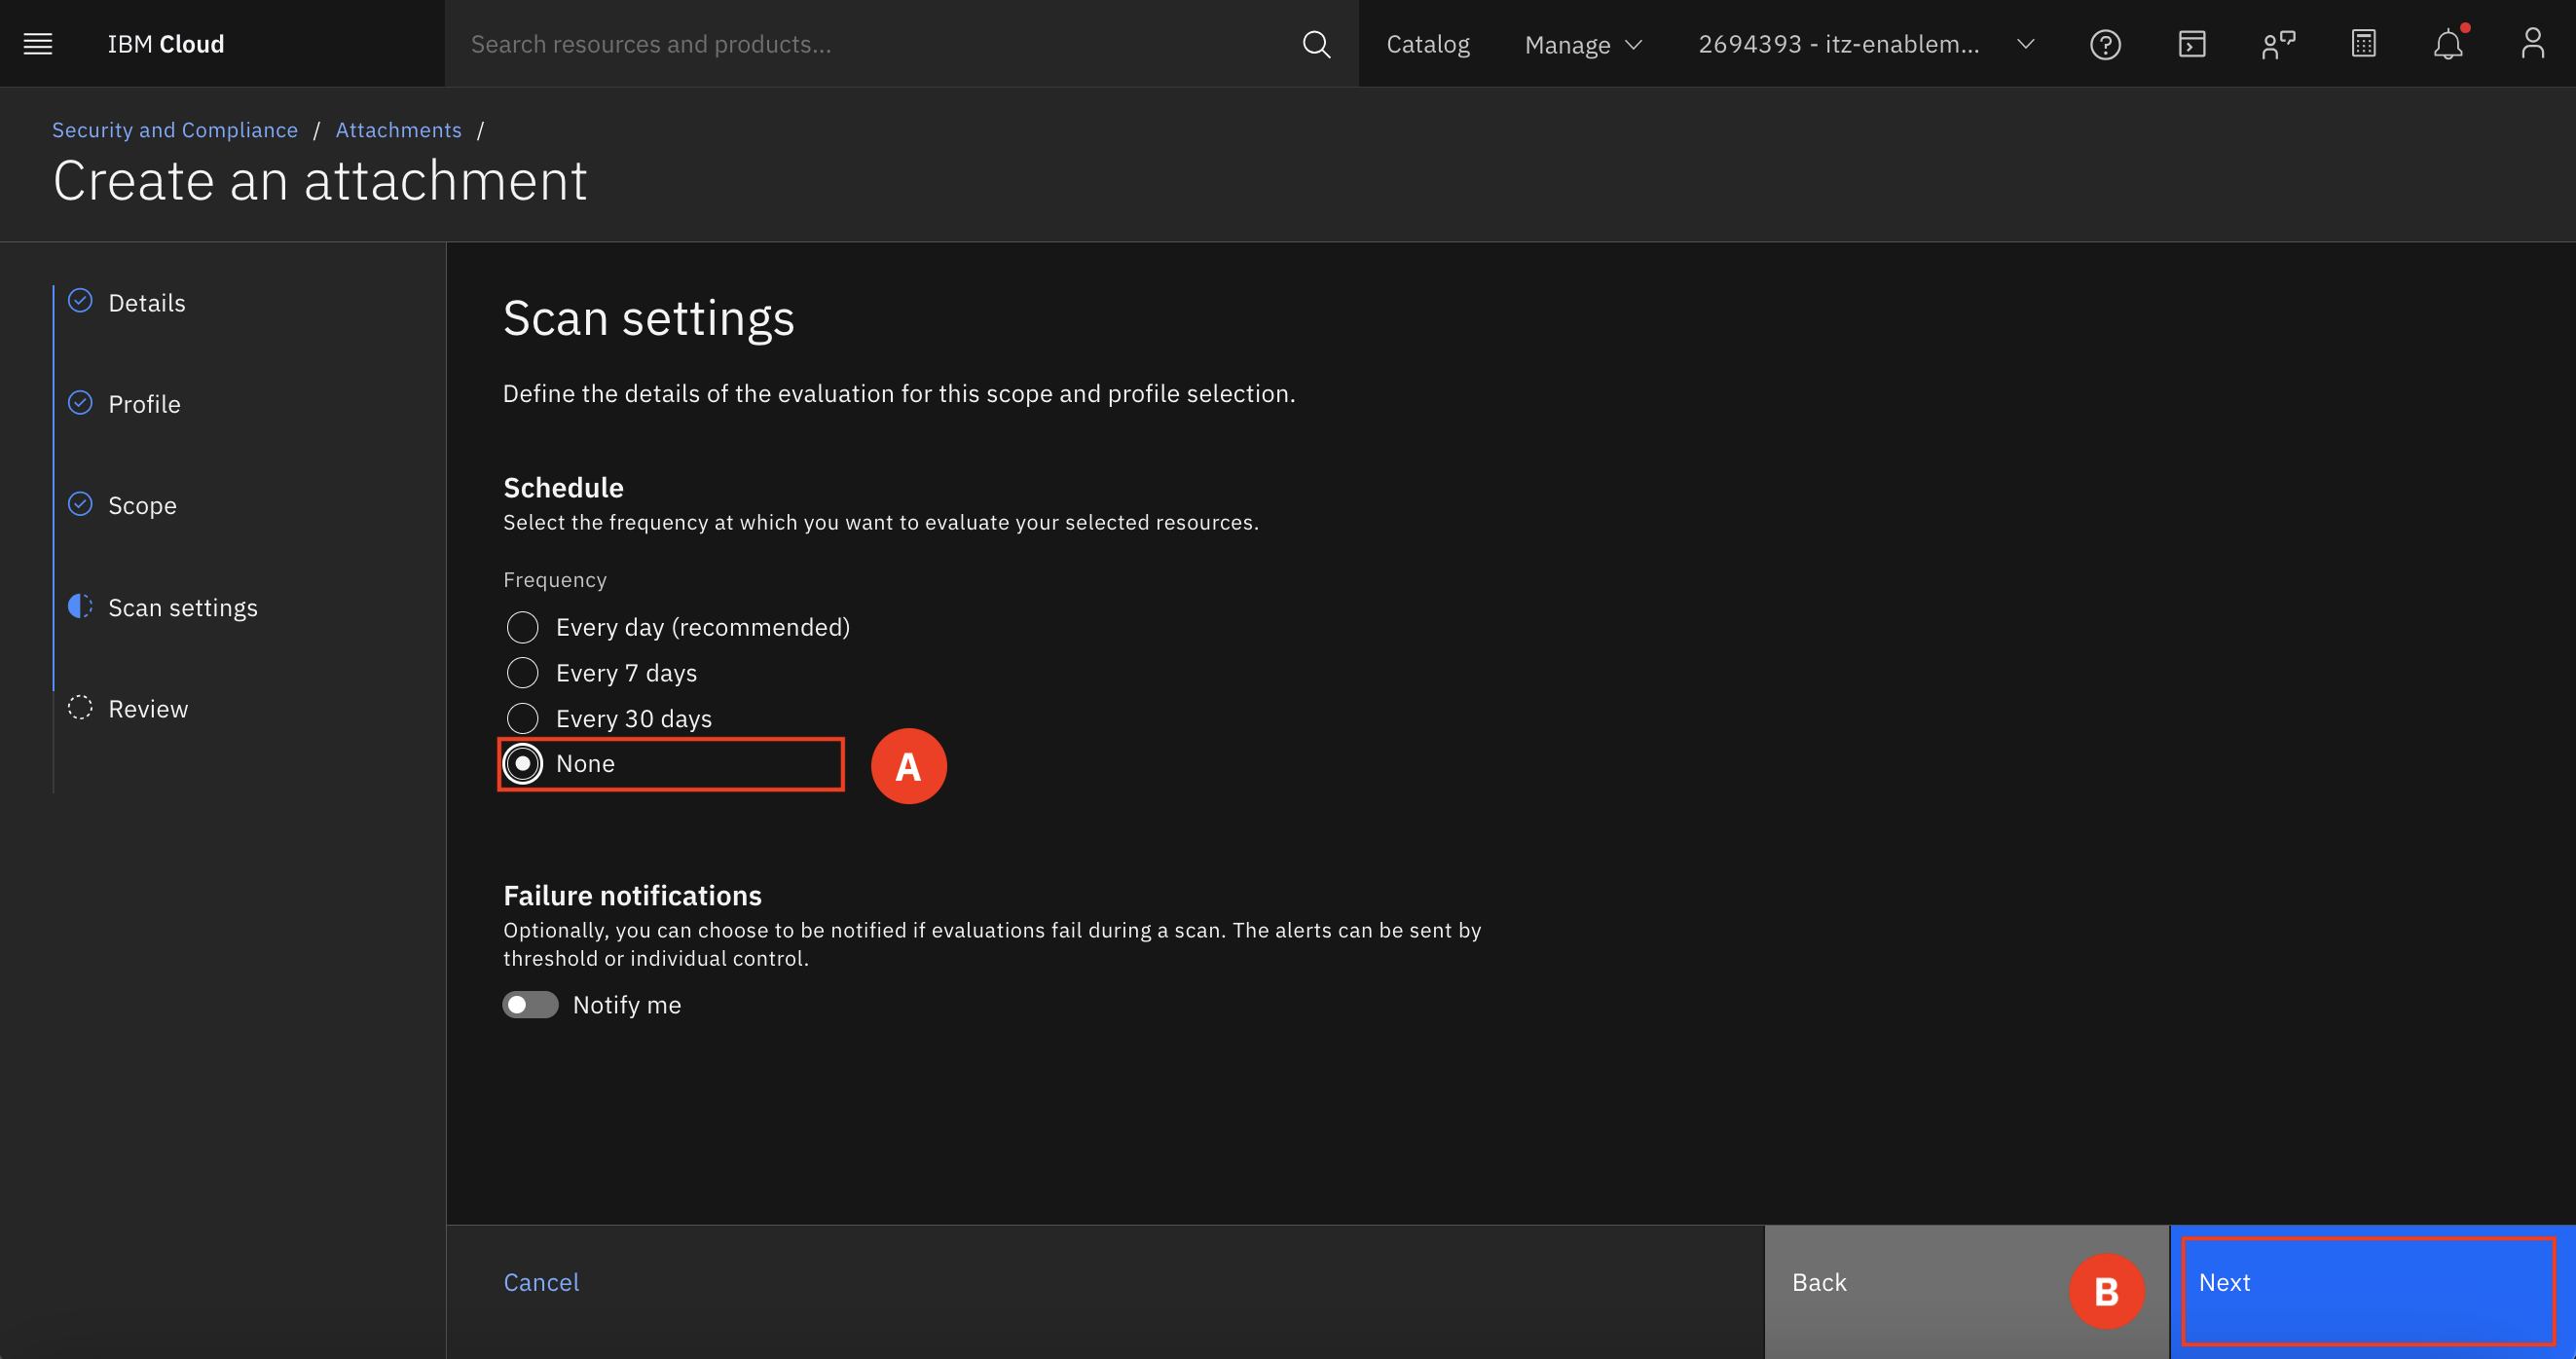 IBM Cloud
Search resources and products...
Catalog
Manage
2694393 - itz-enablem...
Security and Compliance / Attachments /
Create an attachment
Details
Profile
Scope
Scan settings
Review
Scan settings
Define the details of the evaluation for this scope and profile selection.
Schedule
Select the frequency at which you want to evaluate your selected resources.
Frequency
Every day (recommended)
Every 7 days
Every 30 days
None
A
Failure notifications
Optionally, you can choose to be notified if evaluations fail during a scan. The alerts can be sent by
threshold or individual control.
Notify me
Cancel
Back
B
Next